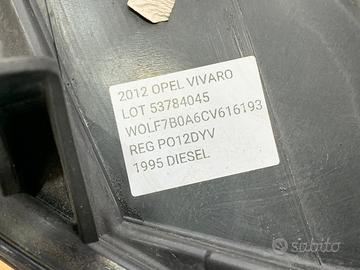 2012 OPEL VIVARO
LOT 53784045
WOLF7B0A6CV616193
REG PO12DYV
1995 DIESEL
subito